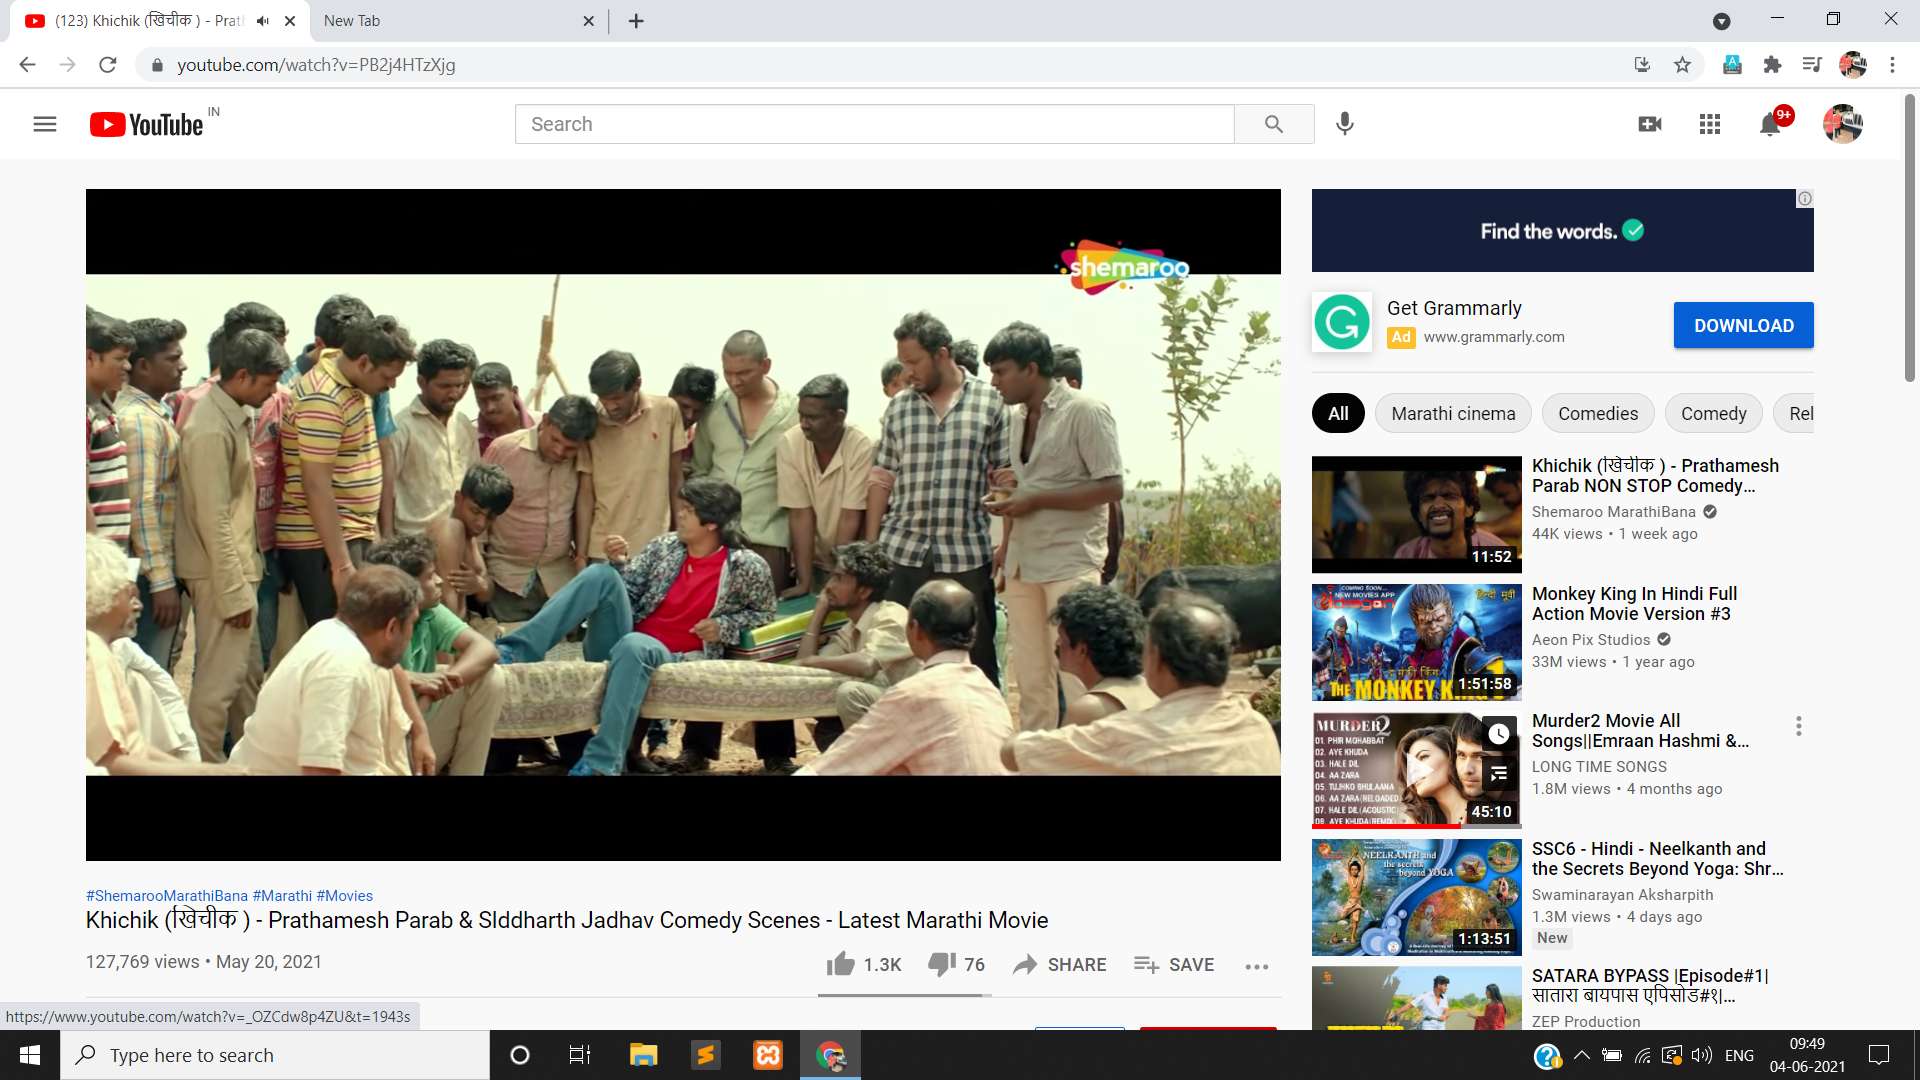 (123) Khichik (खिचीक ) - Prat
New Tab
youtube.com/watch?v=PB2j4HTzXjg
YouTube IN
Search
9+
shemaroo
Find the words.
Get Grammarly
Ad www.grammarly.com
DOWNLOAD
All
Marathi cinema
Comedies
Comedy
Rel
Khichik (खिचीक ) - Prathamesh
Parab NON STOP Comedy…
Shemaroo MarathiBana
44K views • 1 week ago
11:52
COMING SOON
NEW MOVIES APP
हिन्दी मूवी
THE MONKEY K
1:51:58
Monkey King In Hindi Full
Action Movie Version #3
Aeon Pix Studios
33M views • 1 year ago
MURDER2
01. PHIR MOHABBAT
02. AYE KHUDA
03. HALE DIL
04. AA ZARA
05. TUJHKO BHULAANA
06. AA ZARA (RELOADED
07. HALE DIL (ACOUSTIC)
08. AYE KHUDA (REMIX)
45:10
Murder2 Movie All
Songs||Emraan Hashmi &…
LONG TIME SONGS
1.8M views • 4 months ago
NEELKANTH and
the secrets
beyond YOGA
1:13:51
SSC6 - Hindi - Neelkanth and
the Secrets Beyond Yoga: Shr…
Swaminarayan Aksharpith
1.3M views • 4 days ago
New
SATARA BYPASS |Episode#1|
सातारा बायपास एपिसोड#१|…
ZEP Production
#ShemarooMarathiBana #Marathi #Movies
Khichik (खिचीक ) - Prathamesh Parab & SIddharth Jadhav Comedy Scenes - Latest Marathi Movie
127,769 views • May 20, 2021
1.3K
76
SHARE
SAVE
https://www.youtube.com/watch?v=_OZCdw8p4ZU&t=1943s
Type here to search
ENG
09:49
04-06-2021